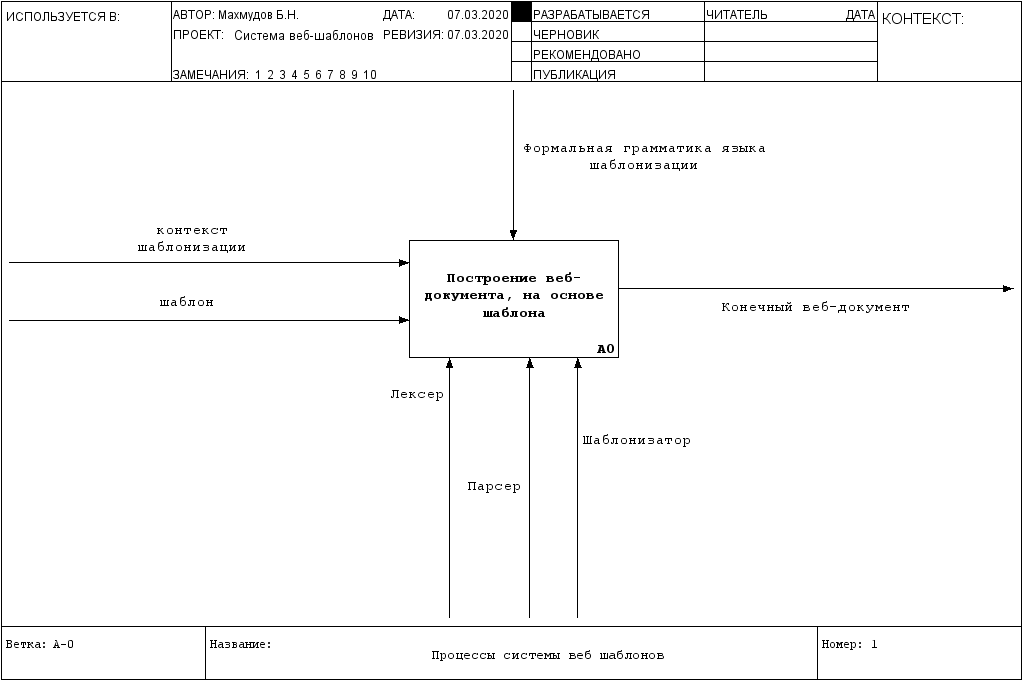 ИСПОЛЬЗУЕТСЯ В:
АВТОР: Махмудов Б.Н. ДАТА: 07.03.2020
ПРОЕКТ: Система веб-шаблонов РЕВИЗИЯ: 07.03.2020
ЗАМЕЧАНИЯ: 1 2 3 4 5 6 7 8 9 10
РАЗРАБАТЫВАЕТСЯ
ЧЕРНОВИК
РЕКОМЕНДОВАНО
ПУБЛИКАЦИЯ
ЧИТАТЕЛЬ ДАТА
КОНТЕКСТ:
Формальная грамматика языка
шаблонизации
контекст
шаблонизации
шаблон
Построение веб-
документа, на основе
шаблона
A0
Конечный веб-документ
Лексер
Шаблонизатор
Парсер
Ветка: A-0
Название:
Процессы системы веб шаблонов
Номер: 1